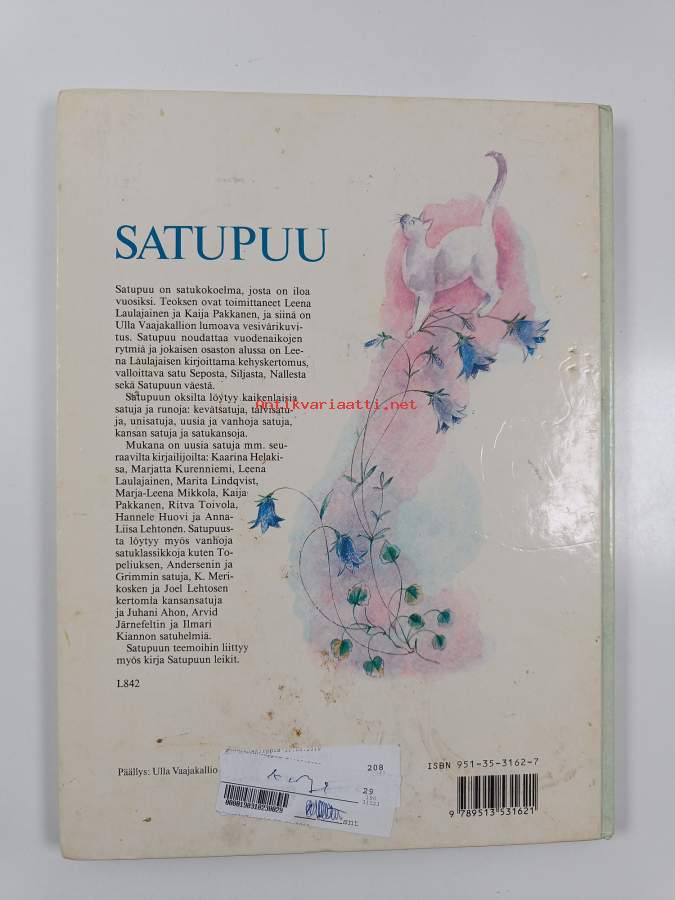 SATUPUU
Satupuu on satukokoelma, josta on iloa
vuosiksi. Teoksen ovat toimittaneet Leena
Laulajainen ja Kaija Pakkanen, ja siinä on
Ulla Vaajakallion lumoava vesivärikuvi-
tus. Satupuu noudattaa vuodenaikojen
rytmiä ja jokaisen osaston alussa on Lee-
na Laulajaisen kirjoittama kehyskertomus,
valloittava satu Seposta, Siljasta, Nallesta
sekä Satupuun väestä.
Satupuun oksilta löytyy kaikenlaisia
satuja ja runoja: kevätsatuja, talvisatu-
ja, unisatuja, uusia ja vanhoja satuja,
kansan satuja ja satukansoja.
Antikvariaatti.net
Mukana on uusia satuja mm. seu-
raavilta kirjailijoilta: Kaarina Helaki-
sa, Marjatta Kurenniemi, Leena
Laulajainen, Marita Lindqvist,
Marja-Leena Mikkola, Kaija
Pakkanen, Ritva Toivola,
Hannele Huovi ja Anna-
Liisa Lehtonen. Satupuus-
ta löytyy myös vanhoja
satuklassikkoja kuten To-
peliuksen, Andersenin ja
Grimmin satuja, K. Meri-
kosken ja Joel Lehtosen
kertomia kansansatuja
ja Juhani Ahon, Arvid
Järnefeltin ja Ilmari
Kiannon satuhelmiä.
Satupuun teemoihin liittyy
myös kirja Satupuun leikit.
L842
Päällys: Ulla Vaajakallio
208
29
snt
ISBN 951-35-3162-7
9 789513 531621